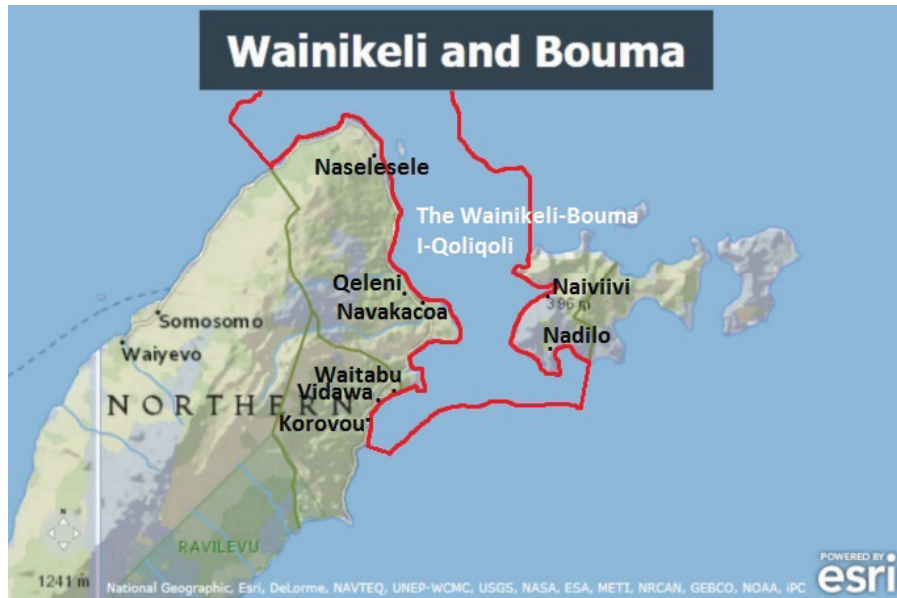 Wainikeli and Bouma
Naselesele
The Wainikeli-Bouma
I-Qoliqoli
Qeleni
Naiviivi
396 m
Navakacoa
Somosomo
Nadilo
Waiyevo
Waitabu
Vidawa
NORTHERN
Korovou
N
RAVILEVU
1241 m
National Geographic, Esri, DeLorme, NAVTEQ, UNEP-WCMC, USGS, NASA, ESA, METI, NRCAN, GEBCO, NOAA, iPC
POWERED BY
esri